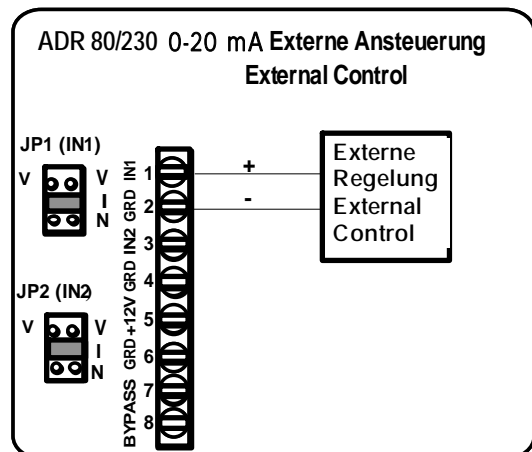 ADR 80/230 0-20 mA Externe Ansteuerung
External Control
JP1 (IN1)
V V
I
N
JP2 (IN2)
V V
I
N
IN1 1
GRD 2
IN2 3
GRD 4
+12V 5
GRD 6
BYPASS 7
8
+
-
Externe
Regelung
External
Control